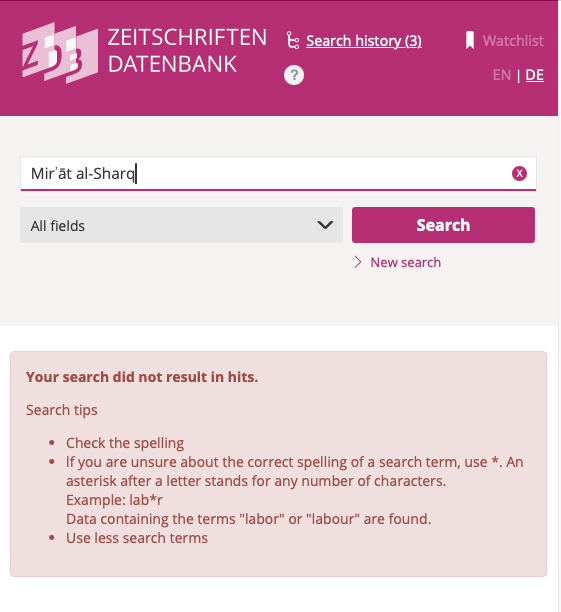 ZDB
ZEITSCHRIFTEN
DATENBANK
Search history (3)
Watchlist
?
EN | DE
Mirʾāt al-Sharq
X
All fields
Search
New search
Your search did not result in hits.
Search tips
• Check the spelling
• If you are unsure about the correct spelling of a search term, use *. An
asterisk after a letter stands for any number of characters.
Example: lab*r
Data containing the terms "labor" or "labour" are found.
• Use less search terms